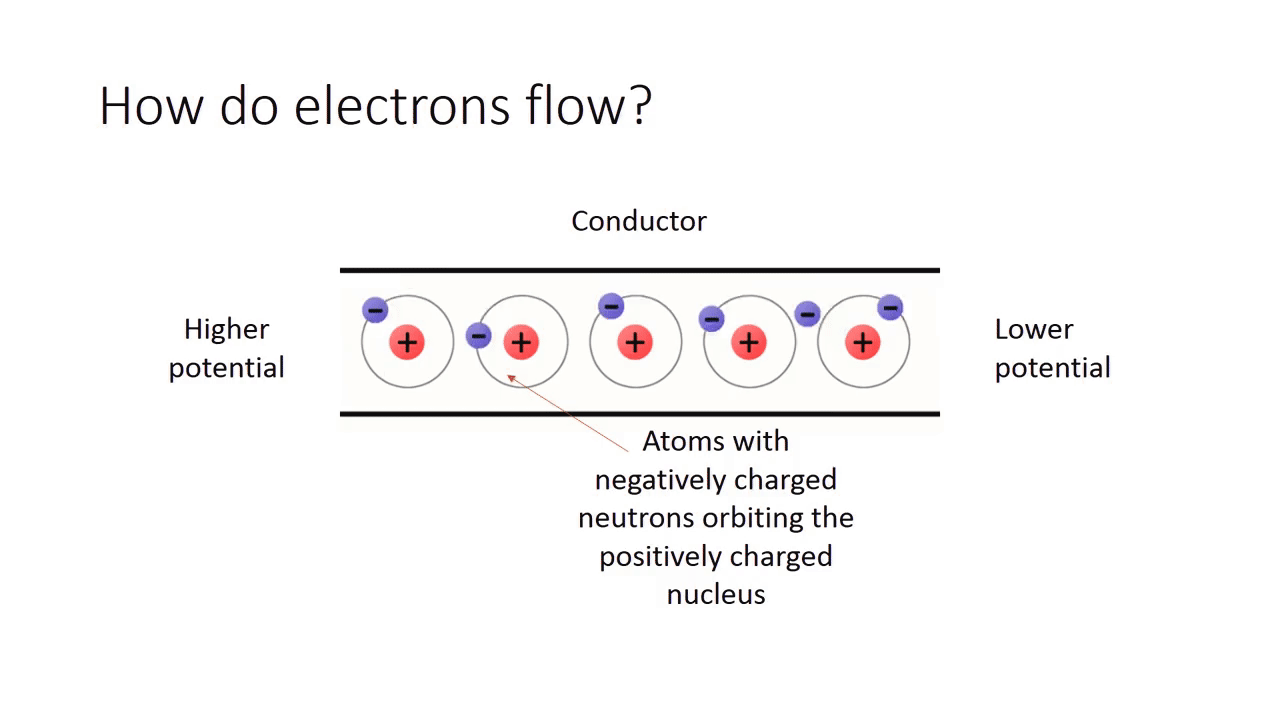 How do electrons flow?
Conductor
Higher
potential
− + − + − + − + − + −
Lower
potential
Atoms with
negatively charged
neutrons orbiting the
positively charged
nucleus